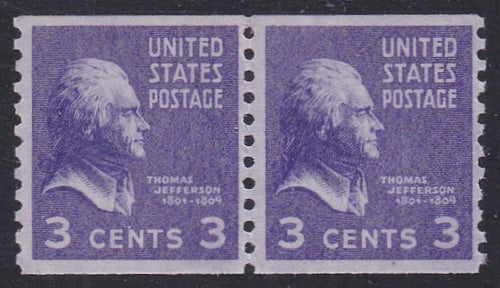 UNITED
STATES
POSTAGE
THOMAS
JEFFERSON
1801-1809
3 CENTS 3
UNITED
STATES
POSTAGE
THOMAS
JEFFERSON
1801-1809
3 CENTS 3